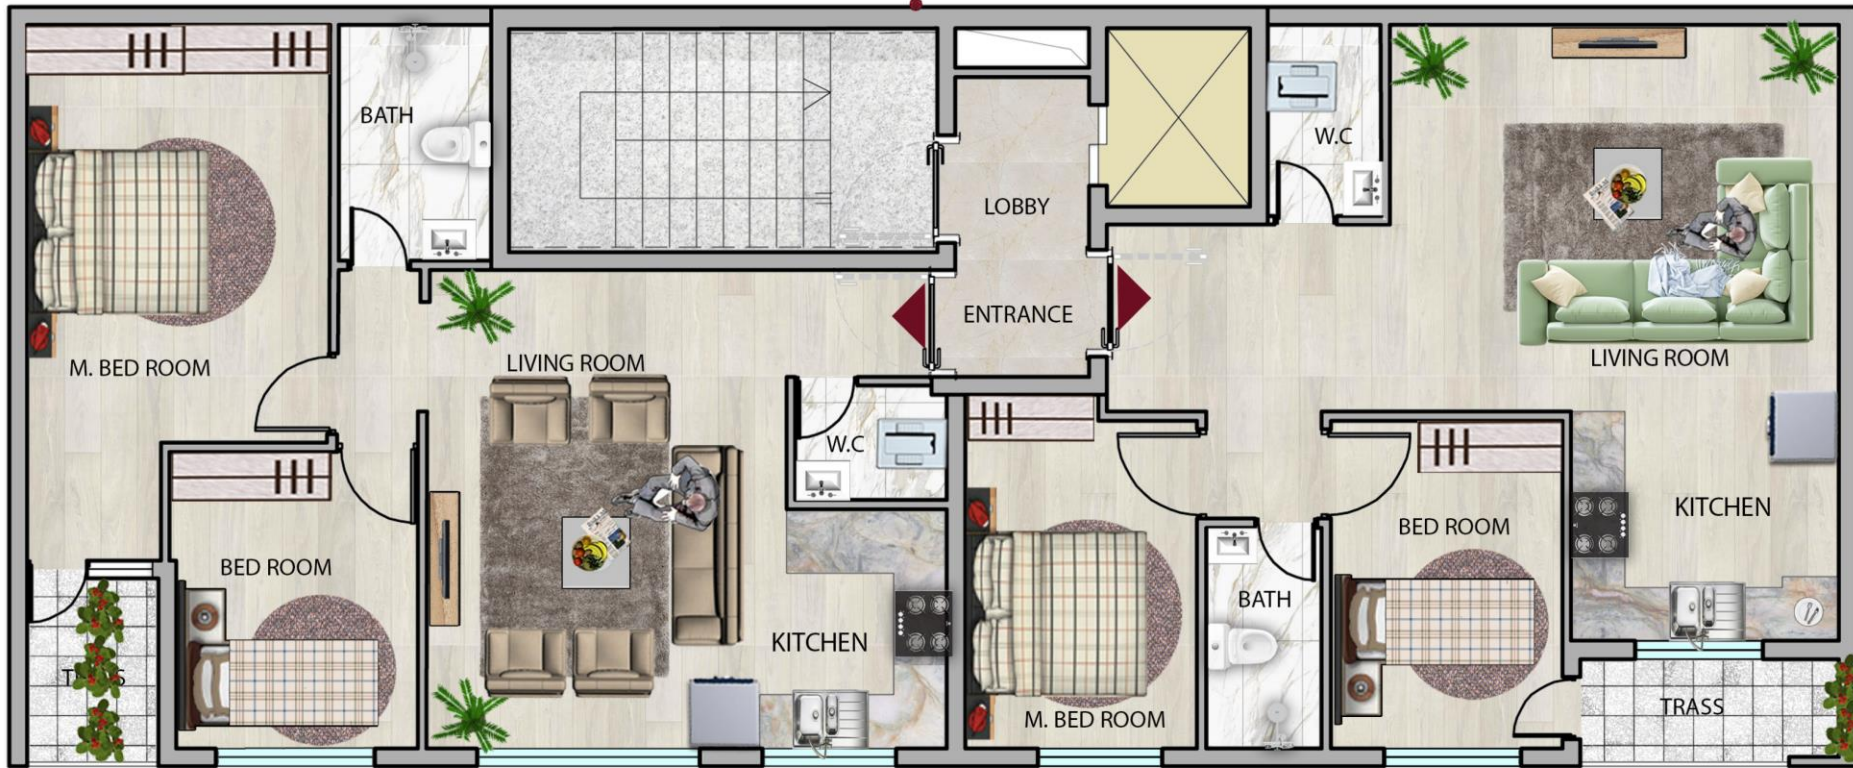 BATH
W.C
LOBBY
ENTRANCE
M. BED ROOM
LIVING ROOM
LIVING ROOM
W.C
KITCHEN
BED ROOM
BED ROOM
BATH
KITCHEN
M. BED ROOM
TRASS